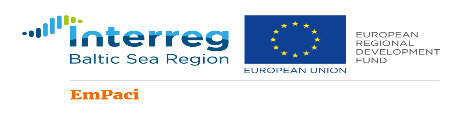 Interreg
Baltic Sea Region
EUROPEAN UNION
EUROPEAN
REGIONAL
DEVELOPMENT
FUND
EmPaci